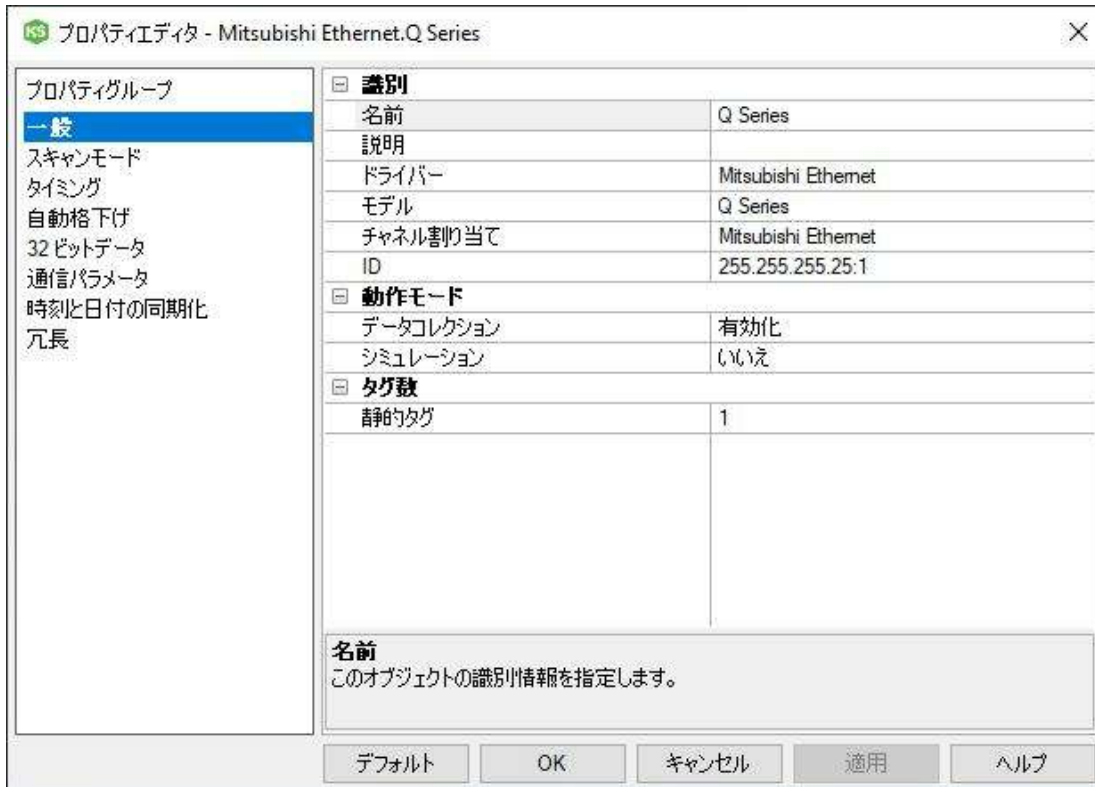 KS プロパティエディタ - Mitsubishi Ethernet.Q Series
プロパティグループ
一般
スキャンモード
タイミング
自動格下げ
32 ビットデータ
通信パラメータ
時刻と日付の同期化
冗長
識別
名前 Q Series
説明
ドライバー Mitsubishi Ethernet
モデル Q Series
チャネル割り当て Mitsubishi Ethernet
ID 255.255.255.25:1
動作モード
データコレクション 有効化
シミュレーション いいえ
タグ数
静的タグ 1
名前
このオブジェクトの識別情報を指定します。
デフォルト OK キャンセル 適用 ヘルプ